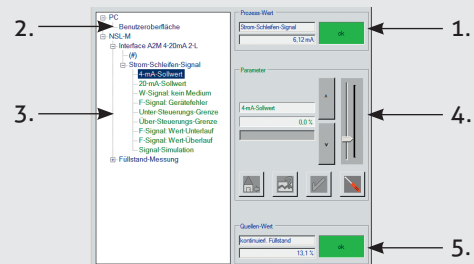 1.
2.
3.
4.
5.
PC
Benutzeroberfläche
NSL-M
Interface A2M 4-20mA 2-L
(#)
Strom-Schleifen-Signal
4-mA-Sollwert
20-mA-Sollwert
W-Signal: kein Medium
F-Signal: Gerätefehler
Unter-Steuerungs-Grenze
Über-Steuerungs-Grenze
F-Signal: Wert-Unterlauf
F-Signal: Wert-Überlauf
Signal-Simulation
Füllstand-Messung
Prozess-Wert
Strom-Schleifen-Signal
6,12 mA
ok
Parameter
4-mA-Sollwert
0,0 %
Quellen-Wert
kontinuierl. Füllstand
13,1 %
ok